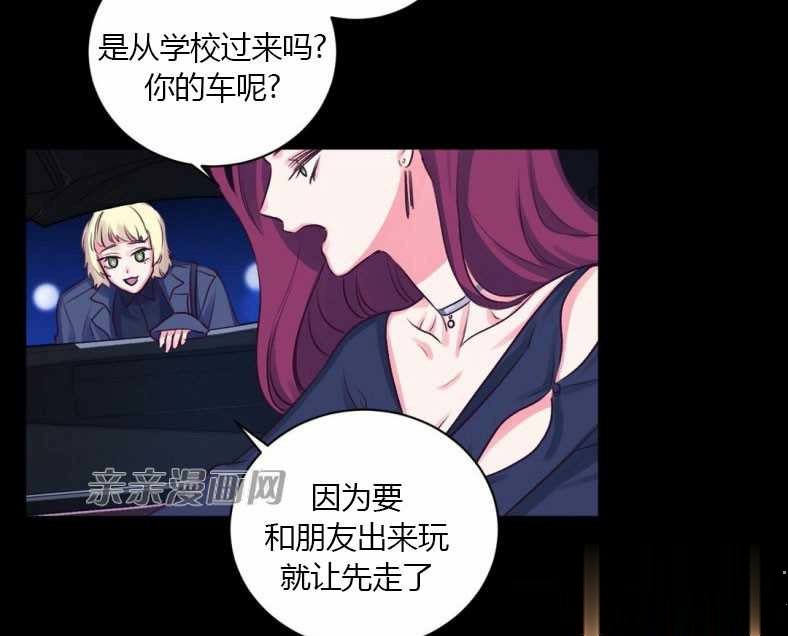 是从学校过来吗?
你的车呢?
亲亲漫画网
因为要
和朋友出来玩
就让先走了